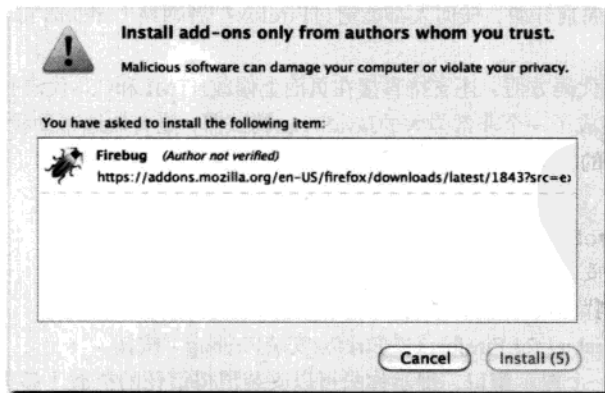 Install add-ons only from authors whom you trust.
Malicious software can damage your computer or violate your privacy.
You have asked to install the following item:
Firebug (Author not verified)
https://addons.mozilla.org/en-US/firefox/downloads/latest/1843?src=e
Cancel
Install (5)